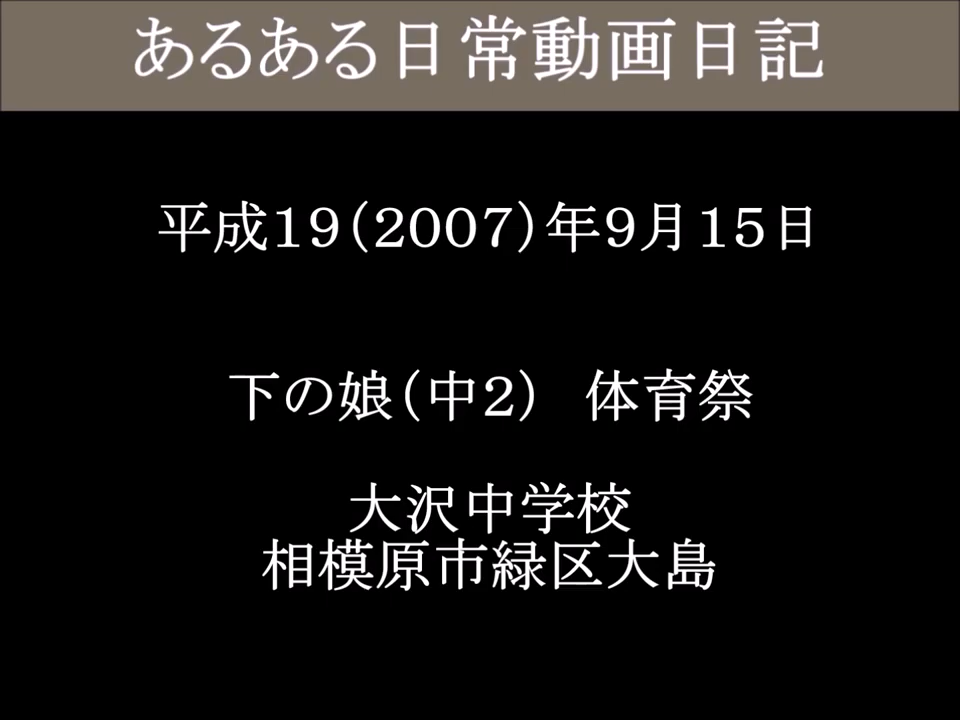 あるある日常動画日記
平成19(2007)年9月15日
下の娘(中2) 体育祭
大沢中学校
相模原市緑区大島